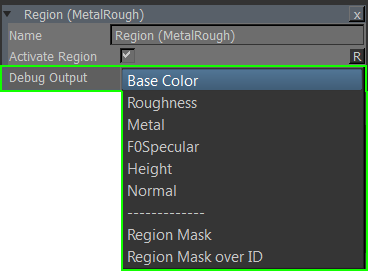 Region (MetalRough) x
Name Region (MetalRough)
Activate Region R
Debug Output Base Color
Roughness
Metal
F0Specular
Height
Normal
-------------
Region Mask
Region Mask over ID